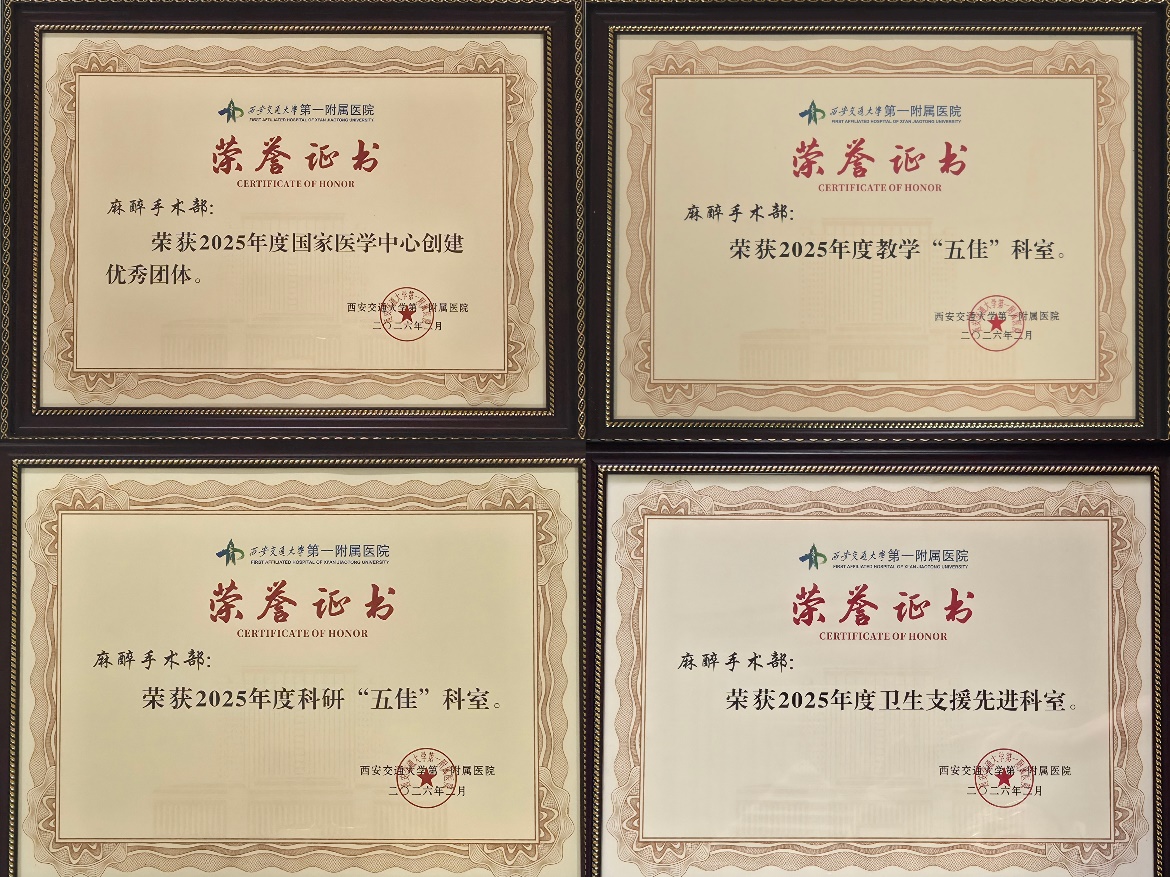 西安交通大学第一附属医院
FIRST AFFILIATED HOSPITAL OF XI'AN JIAOTONG UNIVERSITY
荣誉证书
CERTIFICATE OF HONOR
麻醉手术部:
荣获2025年度国家医学中心创建
优秀团体。
西安交通大学第一附属医院
二〇二六年二月
西安交通大学第一附属医院
FIRST AFFILIATED HOSPITAL OF XI'AN JIAOTONG UNIVERSITY
荣誉证书
CERTIFICATE OF HONOR
麻醉手术部:
荣获2025年度教学“五佳”科室。
西安交通大学第一附属医院
二〇二六年二月
西安交通大学第一附属医院
FIRST AFFILIATED HOSPITAL OF XI'AN JIAOTONG UNIVERSITY
荣誉证书
CERTIFICATE OF HONOR
麻醉手术部:
荣获2025年度科研“五佳”科室。
西安交通大学第一附属医院
二〇二六年二月
西安交通大学第一附属医院
FIRST AFFILIATED HOSPITAL OF XI'AN JIAOTONG UNIVERSITY
荣誉证书
CERTIFICATE OF HONOR
麻醉手术部:
荣获2025年度卫生支援先进科室。
西安交通大学第一附属医院
二〇二六年二月